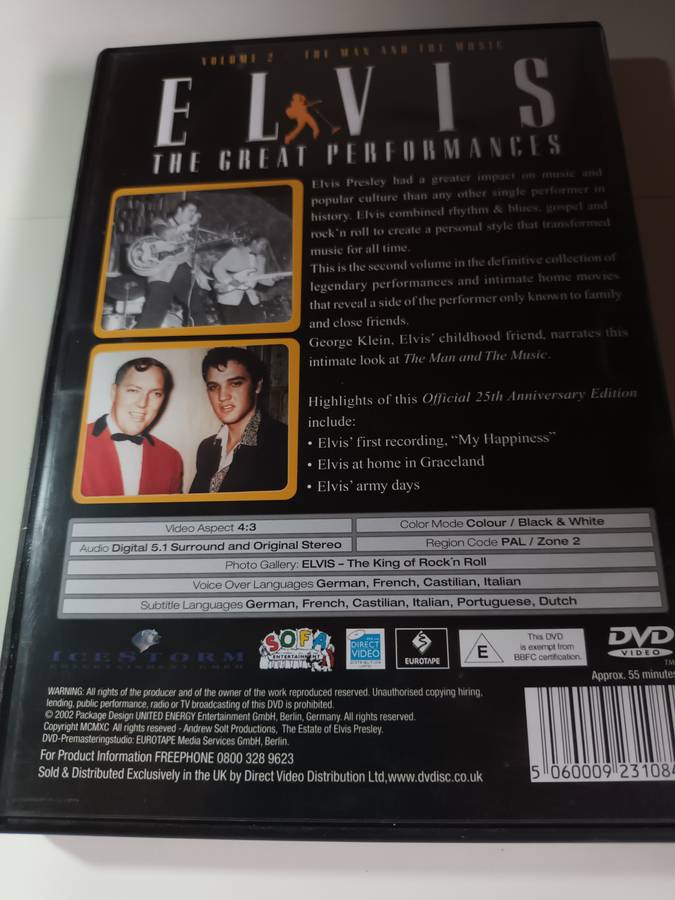 VOLUME 2 - THE MAN AND THE MUSIC
ELVIS
THE GREAT PERFORMANCES
Elvis Presley had a greater impact on music and
popular culture than any other single performer in
history. Elvis combined rhythm & blues, gospel and
rock'n roll to create a personal style that transformed
music for all time.
This is the second volume in the definitive collection of
legendary performances and intimate home movies
that reveal a side of the performer only known to family
and close friends.
George Klein, Elvis' childhood friend, narrates this
intimate look at The Man and The Music.
Highlights of this Official 25th Anniversary Edition
include:
• Elvis' first recording, "My Happiness"
• Elvis at home in Graceland
• Elvis' army days
Video Aspect 4:3
Color Mode Colour / Black & White
Audio Digital 5.1 Surround and Original Stereo
Region Code PAL / Zone 2
Photo Gallery: ELVIS – The King of Rock'n Roll
Voice Over Languages German, French, Castilian, Italian
Subtitle Languages German, French, Castilian, Italian, Portuguese, Dutch
ICESTORM
ENTERTAINMENT GMBH
SOFA
ENTERTAINMENT
DIRECT
VIDEO
DISTRIBUTION
LIMITED
EUROTAPE
E
This DVD
is exempt from
BBFC certification.
DVD
VIDEO
TM
Approx. 55 minutes
WARNING: All rights of the producer and of the owner of the work reproduced reserved. Unauthorised copying hiring,
lending, public performance, radio or TV broadcasting of this DVD is prohibited.
© 2002 Package Design UNITED ENERGY Entertainment GmbH, Berlin, Germany. All rights reserved.
Copyright MCMXC All rights reserved - Andrew Solt Productions, The Estate of Elvis Presley.
DVD-Premasteringstudio: EUROTAPE Media Services GmbH, Berlin.
For Product Information FREEPHONE 0800 328 9623
Sold & Distributed Exclusively in the UK by Direct Video Distribution Ltd,www.dvdisc.co.uk
5 060009 231084